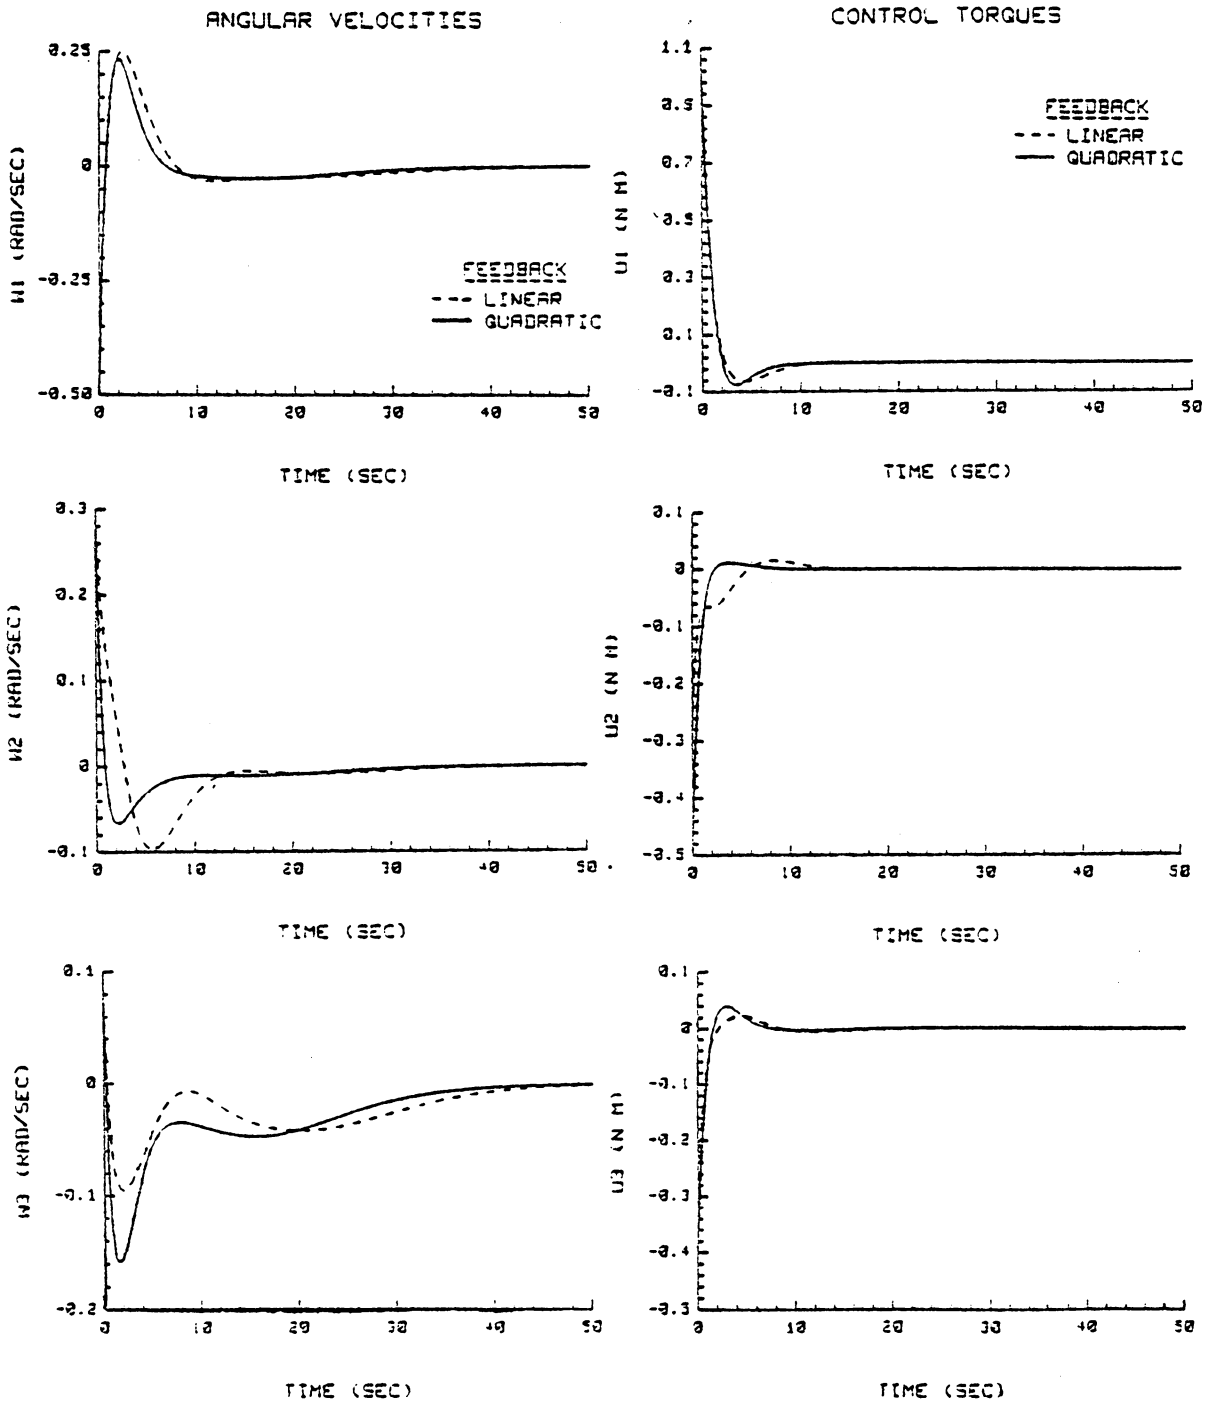 ANGULAR VELOCITIES
0.25
0
-0.25
-0.50
W1 (RAD/SEC)
FEEDBACK
LINEAR
QUADRATIC
0 10 20 30 40 50
TIME (SEC)
CONTROL TORQUES
1.1
0.9
0.7
0.5
0.3
0.1
-0.1
U1 (N M)
FEEDBACK
LINEAR
QUADRATIC
0 10 20 30 40 50
TIME (SEC)
0.3
0.2
0.1
0
-0.1
W2 (RAD/SEC)
0 10 20 30 40 50
TIME (SEC)
0.1
0
-0.1
-0.2
-0.3
-0.4
-0.5
U2 (N M)
0 10 20 30 40 50
TIME (SEC)
0.1
0
-0.1
-0.2
W3 (RAD/SEC)
0 10 20 30 40 50
TIME (SEC)
0.1
0
-0.1
-0.2
-0.3
-0.4
-0.5
U3 (N M)
0 10 20 30 40 50
TIME (SEC)